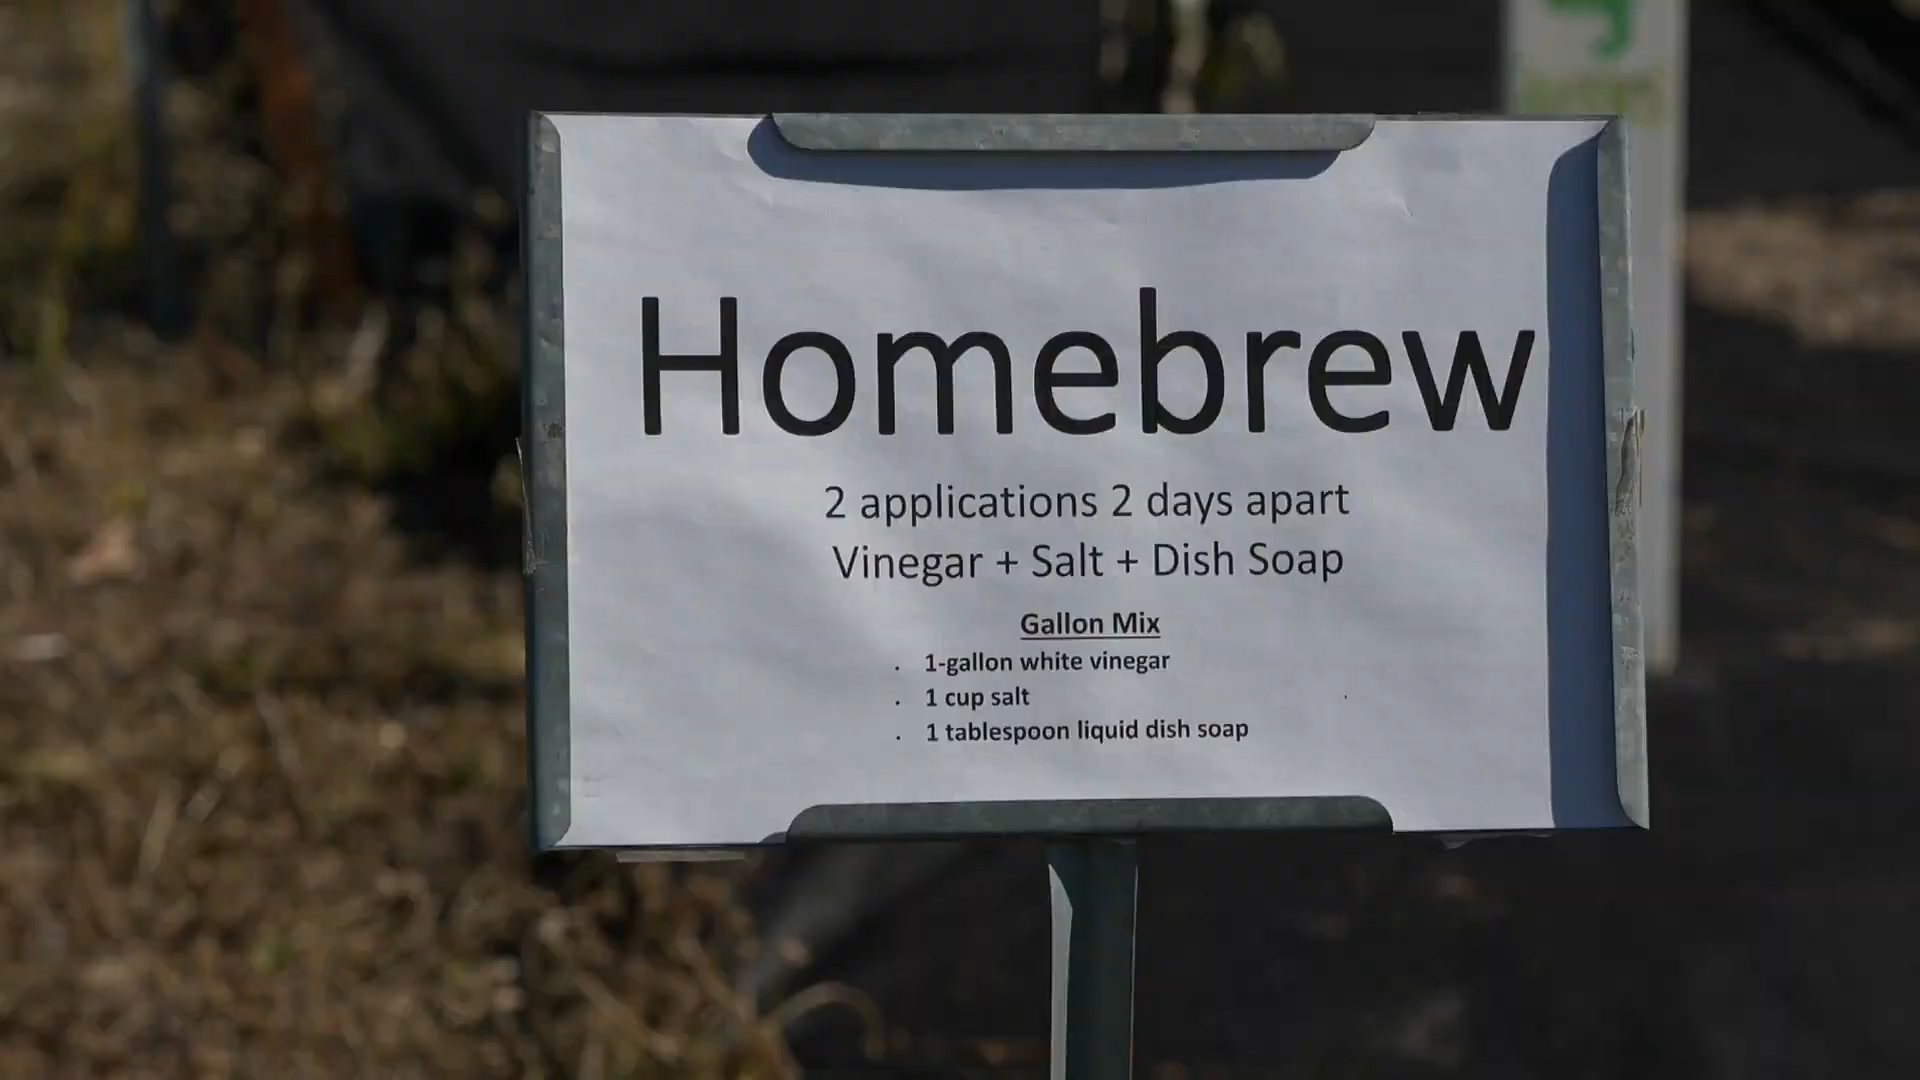 Homebrew
2 applications 2 days apart
Vinegar + Salt + Dish Soap
Gallon Mix
. 1-gallon white vinegar
. 1 cup salt
. 1 tablespoon liquid dish soap